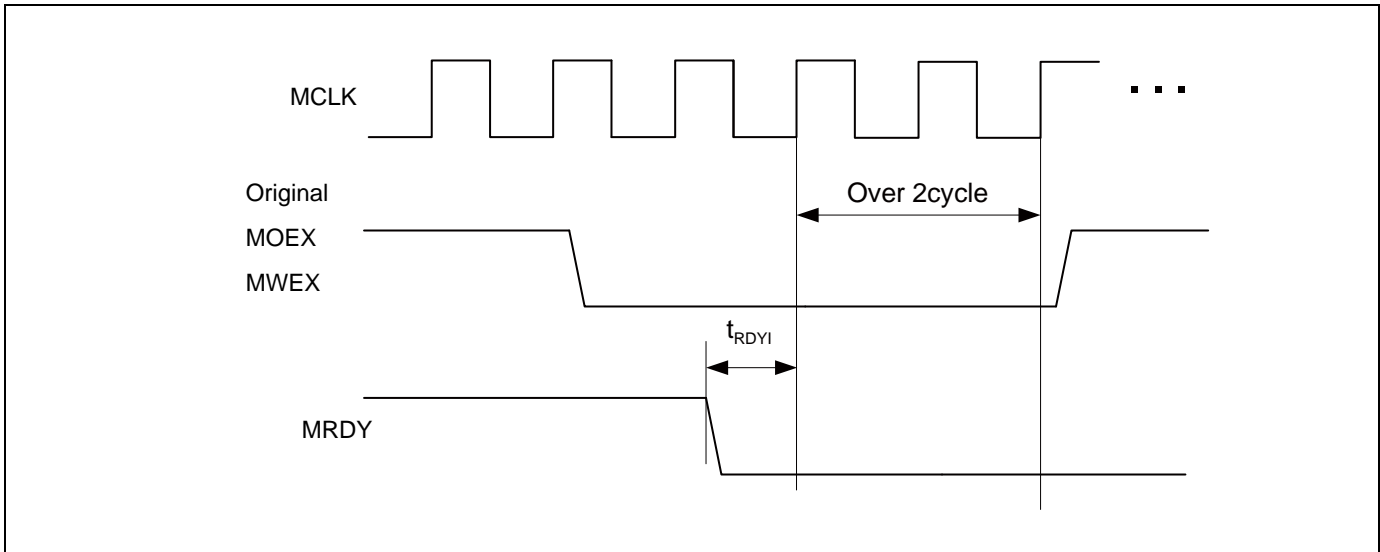 MCLK
Original
Over 2cycle
MOEX
MWEX
tRDYI
MRDY